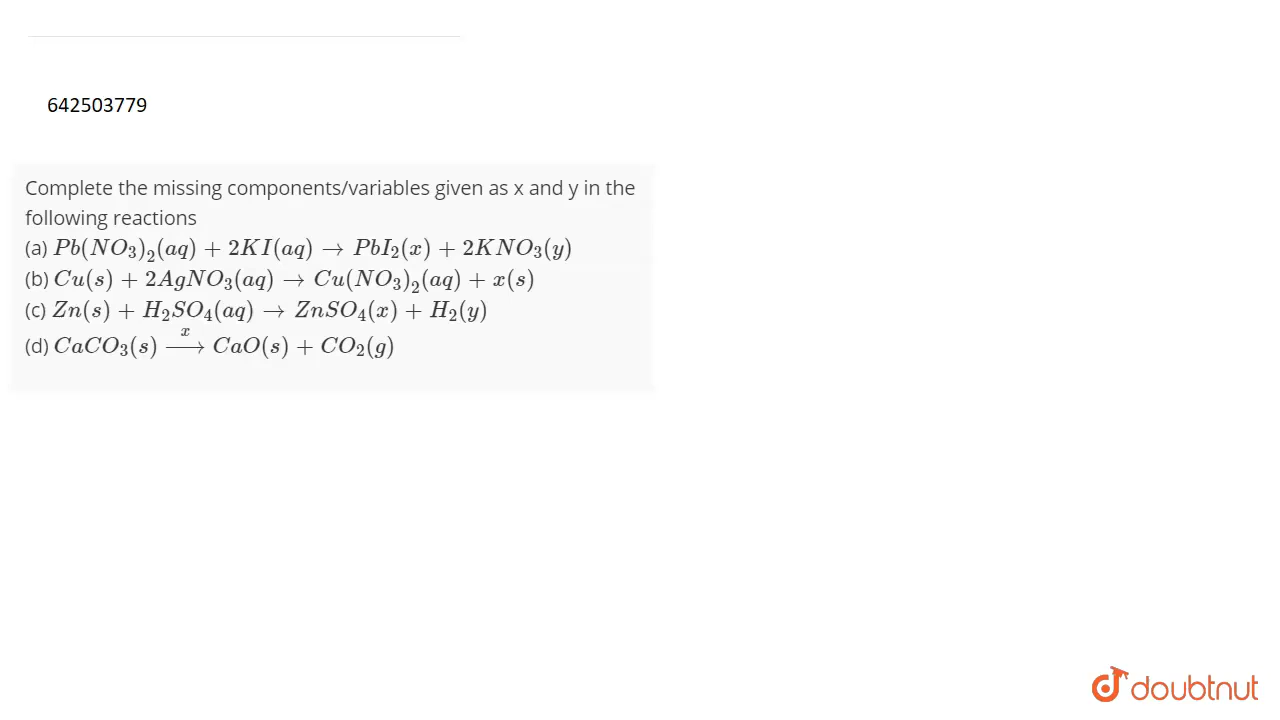 642503779
Complete the missing components/variables given as x and y in the
following reactions
(a) Pb(NO₃)₂(aq) + 2KI(aq) → PbI₂(x) + 2KNO₃(y)
(b) Cu(s) + 2AgNO₃(aq) → Cu(NO₃)₂(aq) + x(s)
(c) Zn(s) + H₂SO₄(aq) → ZnSO₄(x) + H₂(y)
(d) CaCO₃(s) \xrightarrow{x} CaO(s) + CO₂(g)
doubtnut